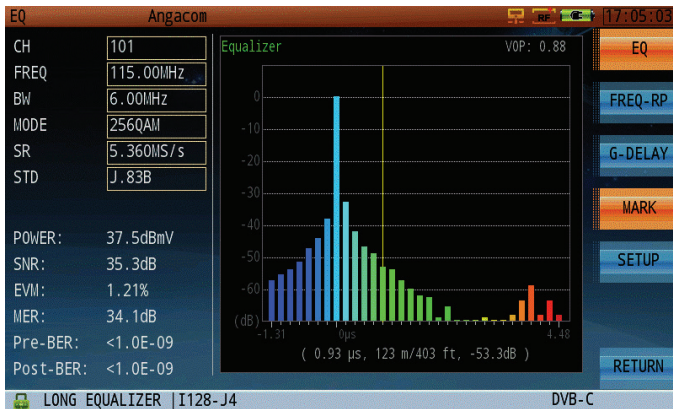 EQ Angacom RF 17:05:03
CH 101
FREQ 115.00MHz
BW 6.00MHz
MODE 256QAM
SR 5.360MS/s
STD J.83B
POWER: 37.5dBmV
SNR: 35.3dB
EVM: 1.21%
MER: 34.1dB
Pre-BER: <1.0E-09
Post-BER: <1.0E-09
Equalizer VOP: 0.88
0
-10
-20
-30
-40
-50
-60
(dB)
-1.31 0µs 4.48
( 0.93 µs, 123 m/403 ft, -53.3dB )
EQ
FREQ-RP
G-DELAY
MARK
SETUP
RETURN
LONG EQUALIZER |I128-J4 DVB-C